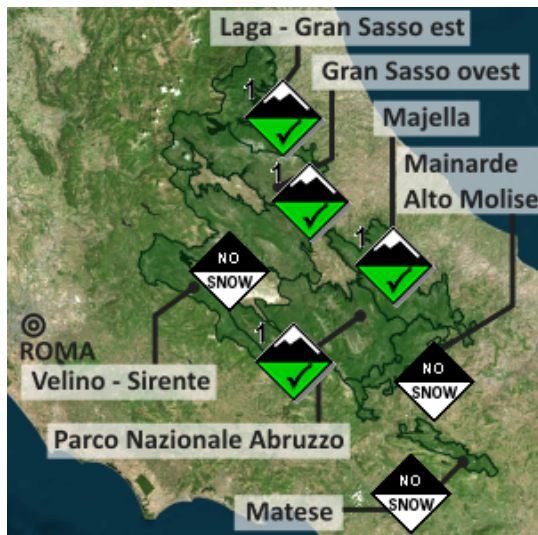 Laga - Gran Sasso est
Gran Sasso ovest
1
Majella
1
Mainarde
Alto Molise
1
NO
SNOW
ROMA
1
Velino - Sirente
NO
SNOW
Parco Nazionale Abruzzo
NO
SNOW
Matese